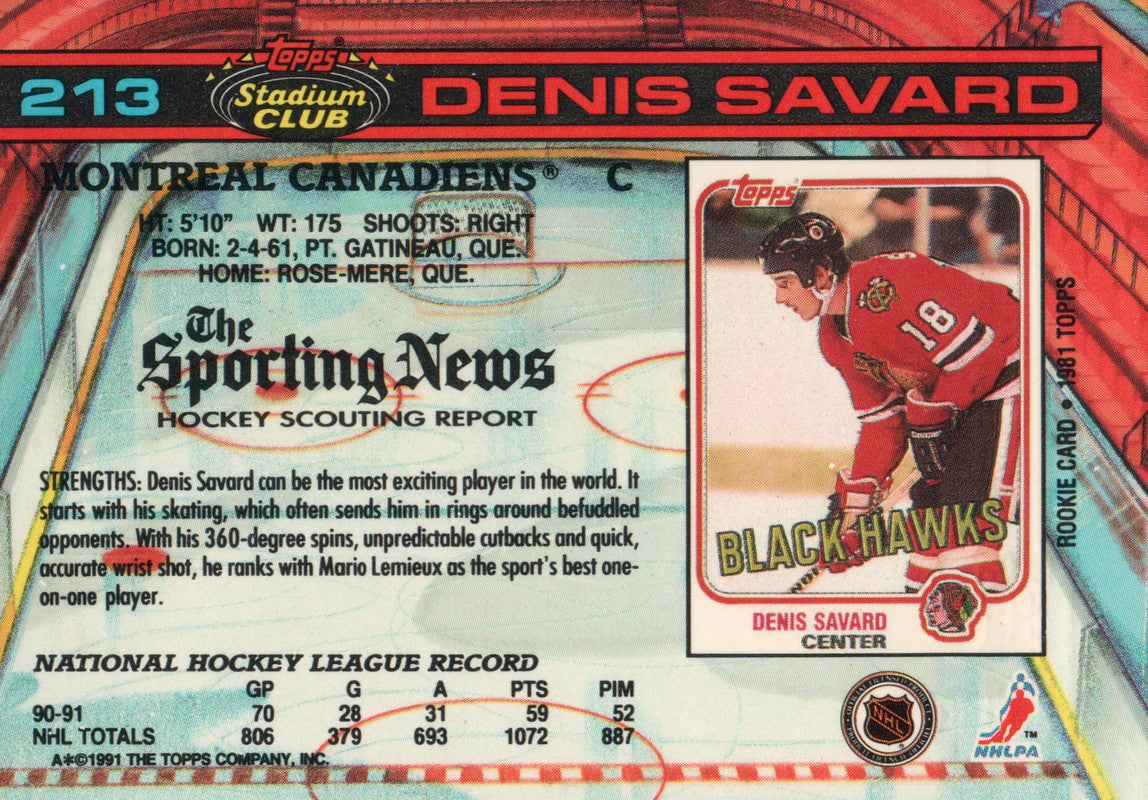 213
Topps®
Stadium
CLUB
DENIS SAVARD
MONTREAL CANADIENS® C
HT: 5'10" WT: 175 SHOOTS: RIGHT
BORN: 2-4-61, PT. GATINEAU, QUE.
HOME: ROSE-MERE, QUE.
The
Sporting News
HOCKEY SCOUTING REPORT
STRENGTHS: Denis Savard can be the most exciting player in the world. It
starts with his skating, which often sends him in rings around befuddled
opponents. With his 360-degree spins, unpredictable cutbacks and quick,
accurate wrist shot, he ranks with Mario Lemieux as the sport's best one-
on-one player.
NATIONAL HOCKEY LEAGUE RECORD
GP G A PTS PIM
90-91 70 28 31 59 52
NHL TOTALS 806 379 693 1072 887
A*©1991 THE TOPPS COMPANY, INC.
Topps
18
BLACK HAWKS
DENIS SAVARD
CENTER
ROOKIE CARD • 1981 TOPPS
NHL
NHLPA
TM